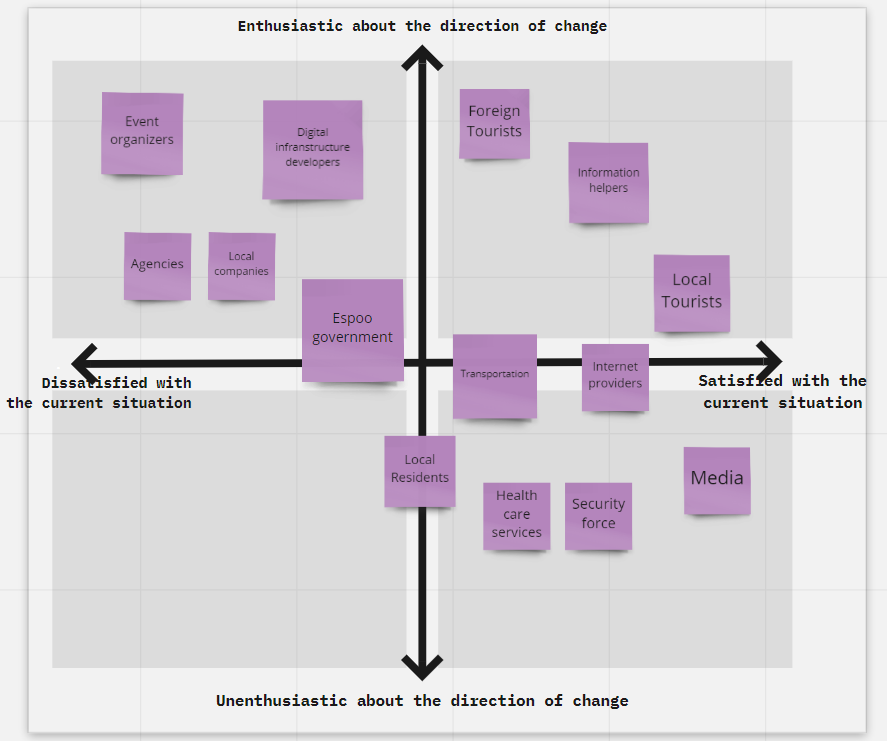 Enthusiastic about the direction of change
Event
organizers
Digital
infranstructure
developers
Foreign
Tourists
Information
helpers
Agencies
Local
companies
Local
Tourists
Espoo
government
Transportation
Internet
providers
Dissatisfied with
the current situation
Satisfied with the
current situation
Local
Residents
Health
care
services
Security
force
Media
Unenthusiastic about the direction of change